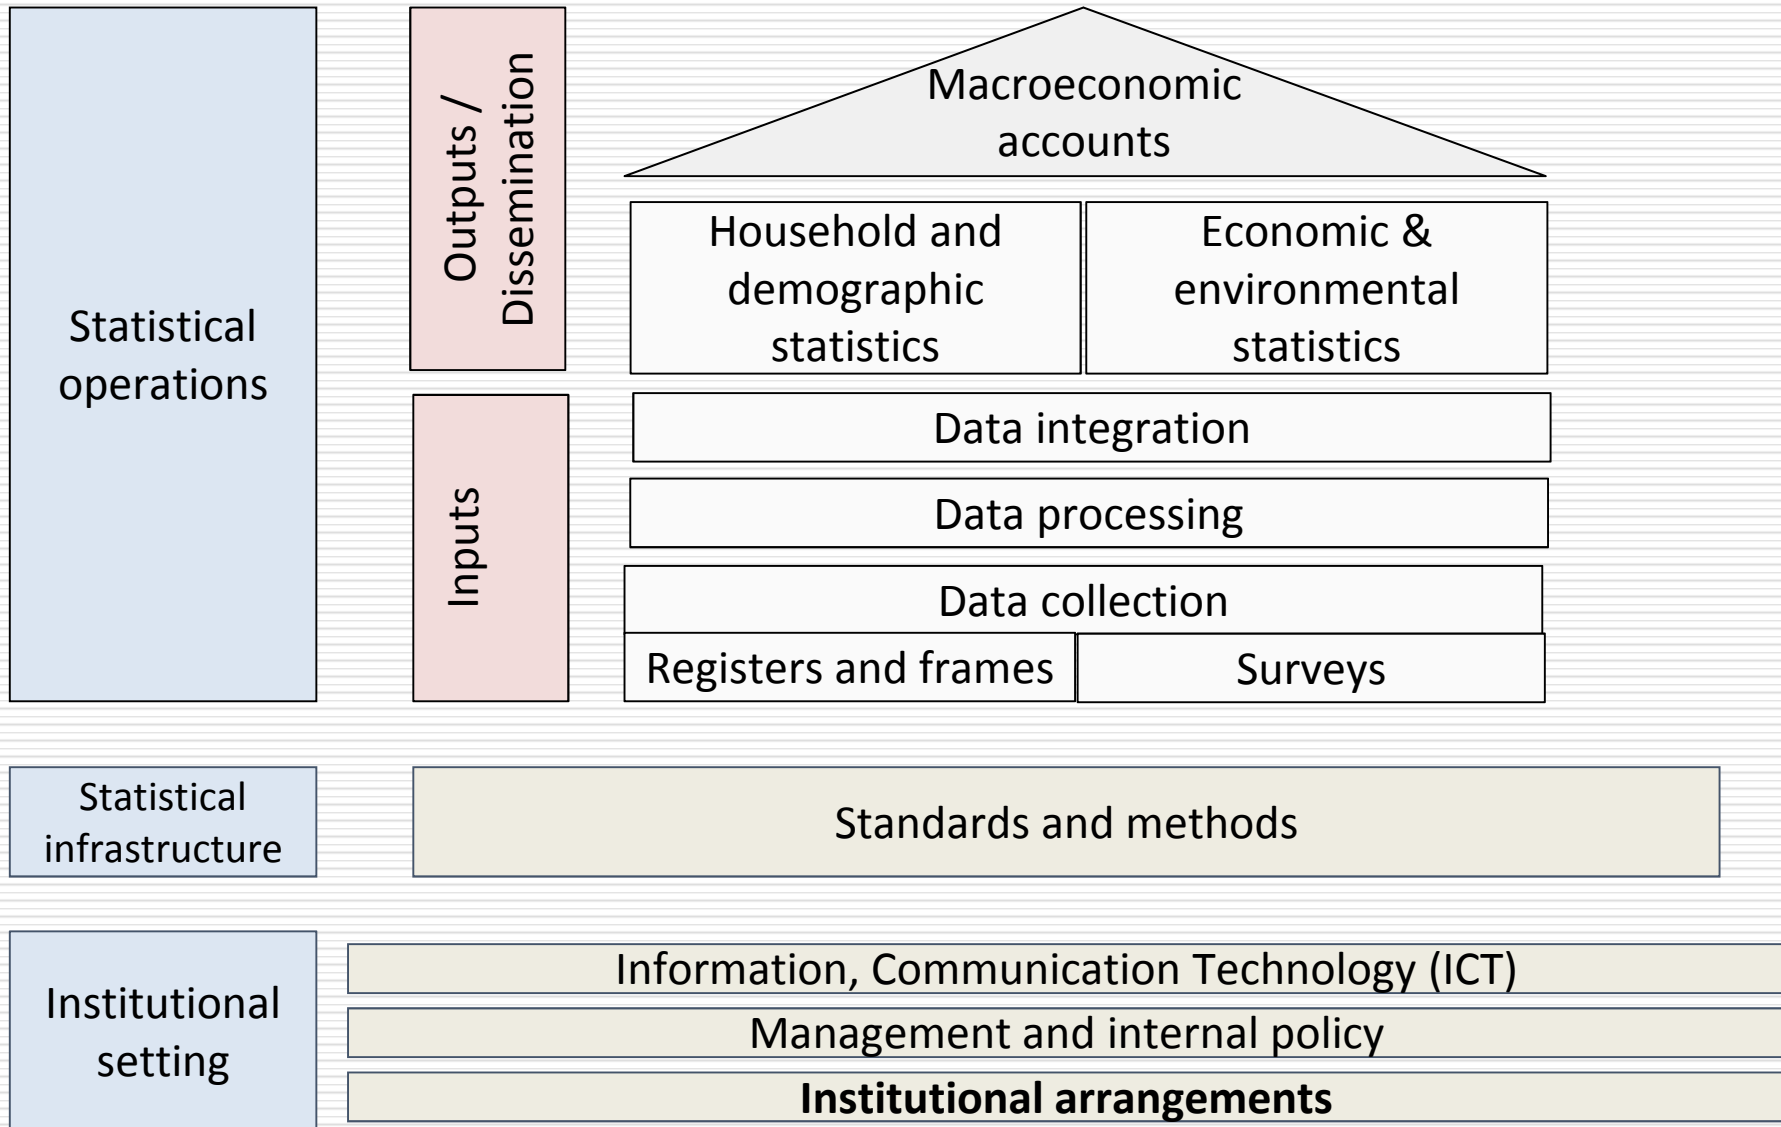 Statistical
operations
Outputs /
Dissemination
Macroeconomic
accounts
Household and
demographic
statistics
Economic &
environmental
statistics
Inputs
Data integration
Data processing
Data collection
Registers and frames
Surveys
Statistical
infrastructure
Standards and methods
Institutional
setting
Information, Communication Technology (ICT)
Management and internal policy
Institutional arrangements